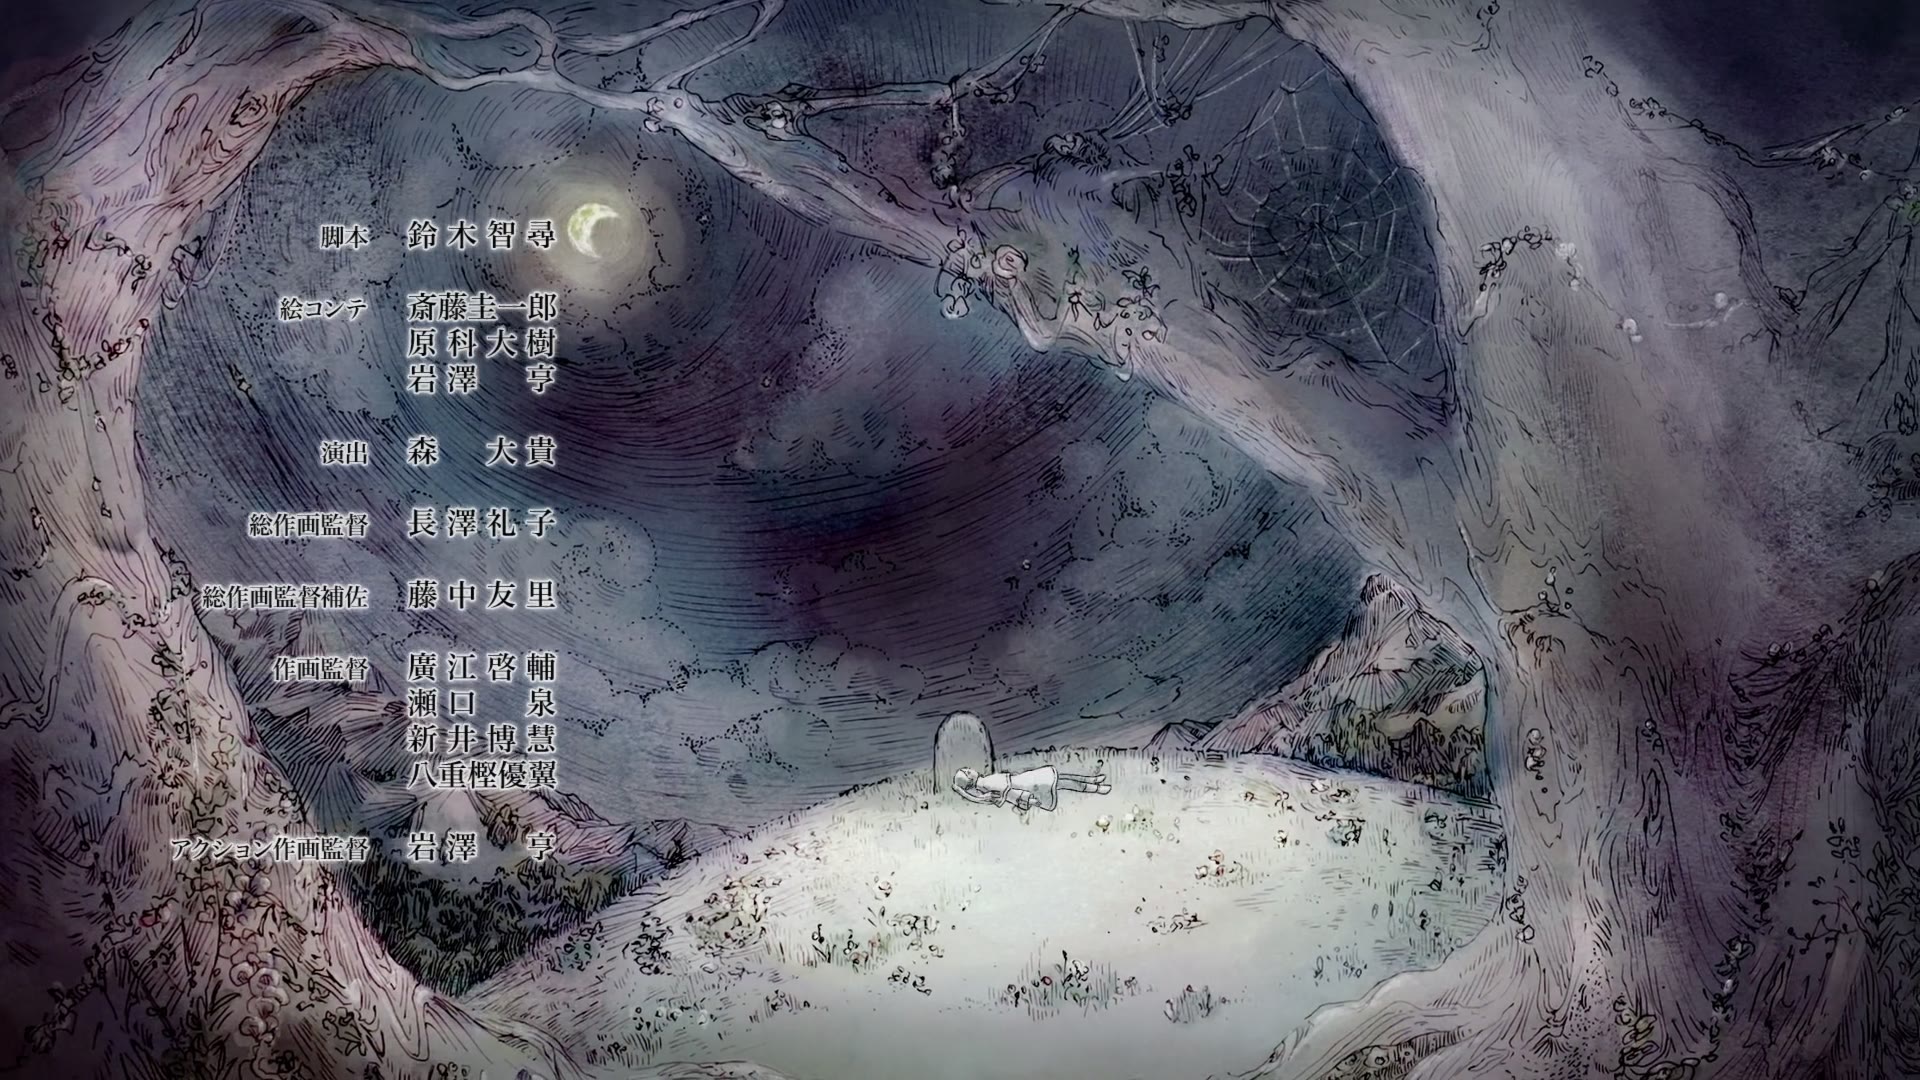 脚本 鈴木智尋
絵コンテ 斎藤圭一郎
原科大樹
岩澤亨
演出 森大貴
総作画監督 長澤礼子
総作画監督補佐 藤中友里
作画監督 廣江啓輔
瀬口泉
新井博慧
八重樫優翼
アクション作画監督 岩澤亨